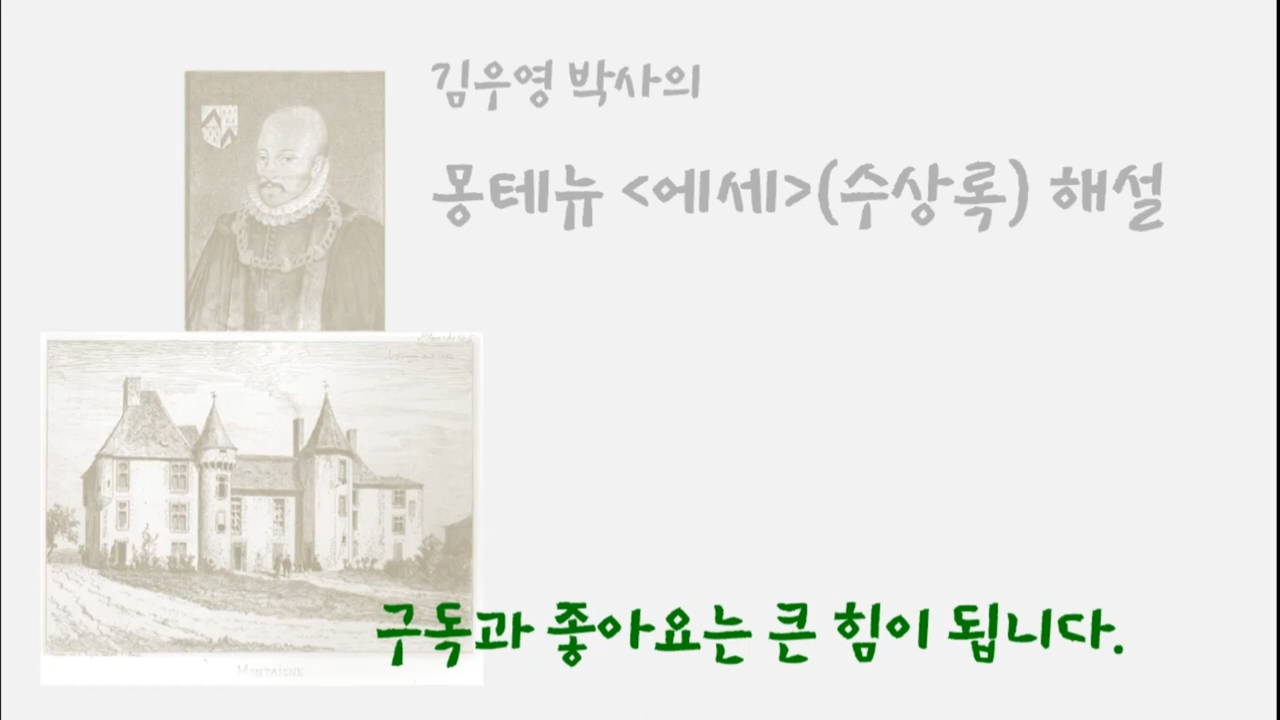 김우영 박사의
몽테뉴 <에세>(수상록) 해설
MONTAIGNE
구독과 좋아요는 큰 힘이 됩니다.